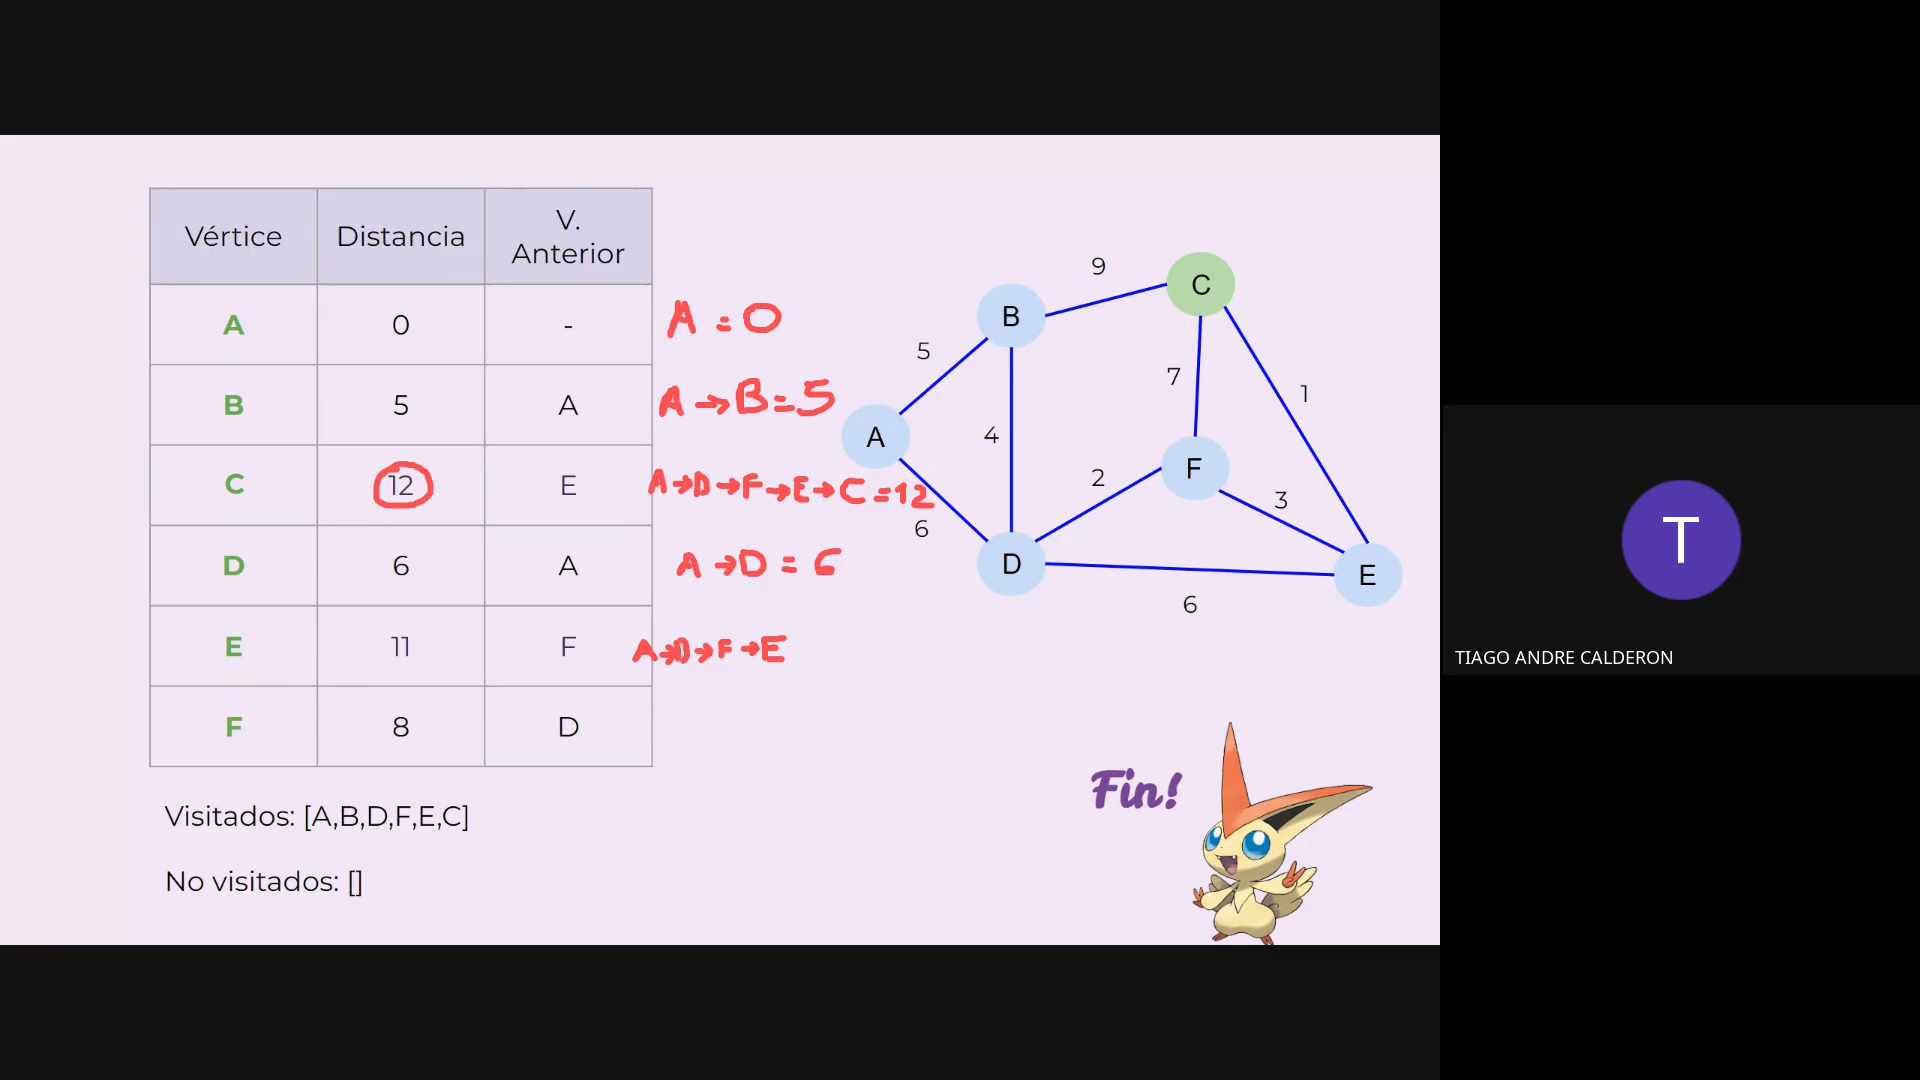 Vértice Distancia V. Anterior
A 0 - A = 0
B 5 A A → B = 5
C 12 E A → D → F → E → C = 12
D 6 A A → D = 6
E 11 F A → D → F → E
F 8 D
Visitados: [A,B,D,F,E,C]
No visitados: []
9
C
B
5
7
1
A
4
F
2
3
6
D
E
6
Fin!
T
TIAGO ANDRE CALDERON